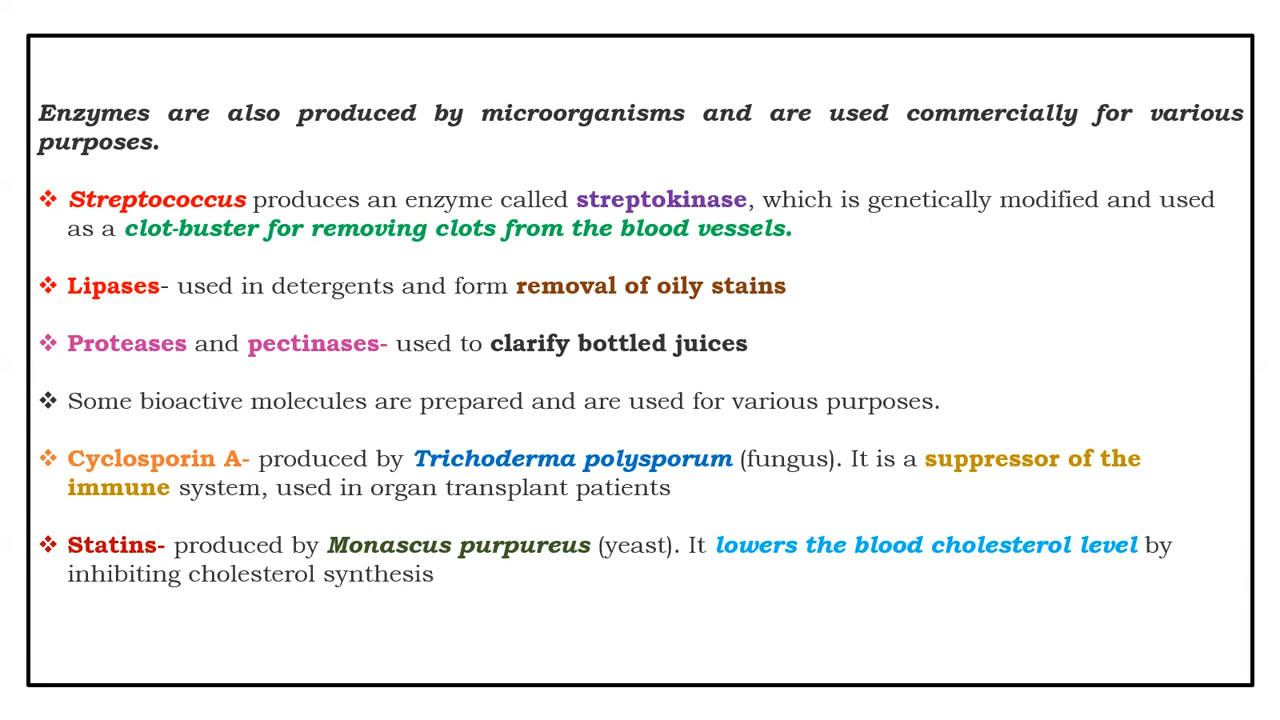 Enzymes are also produced by microorganisms and are used commercially for various
purposes.
❖ Streptococcus produces an enzyme called streptokinase, which is genetically modified and used
as a clot-buster for removing clots from the blood vessels.
❖ Lipases- used in detergents and form removal of oily stains
❖ Proteases and pectinases- used to clarify bottled juices
❖ Some bioactive molecules are prepared and are used for various purposes.
❖ Cyclosporin A- produced by Trichoderma polysporum (fungus). It is a suppressor of the
immune system, used in organ transplant patients
❖ Statins- produced by Monascus purpureus (yeast). It lowers the blood cholesterol level by
inhibiting cholesterol synthesis